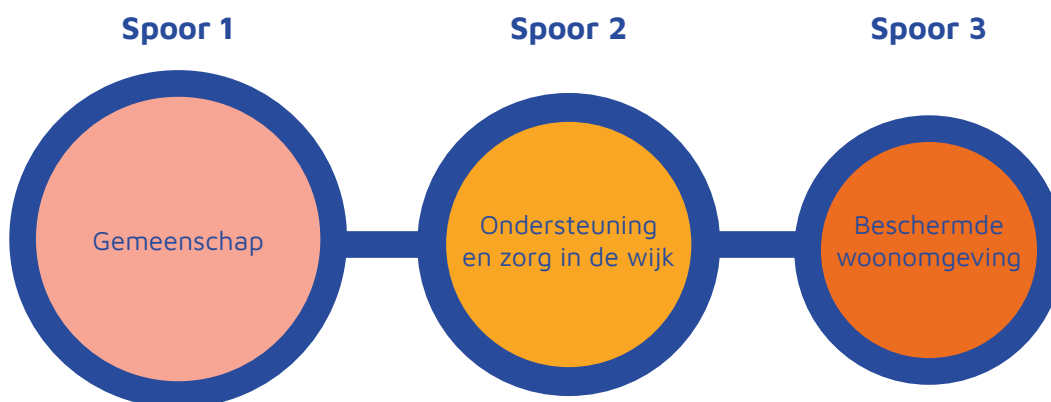 Spoor 1
Spoor 2
Spoor 3
Gemeenschap
Ondersteuning
en zorg in de wijk
Beschermde
woonomgeving